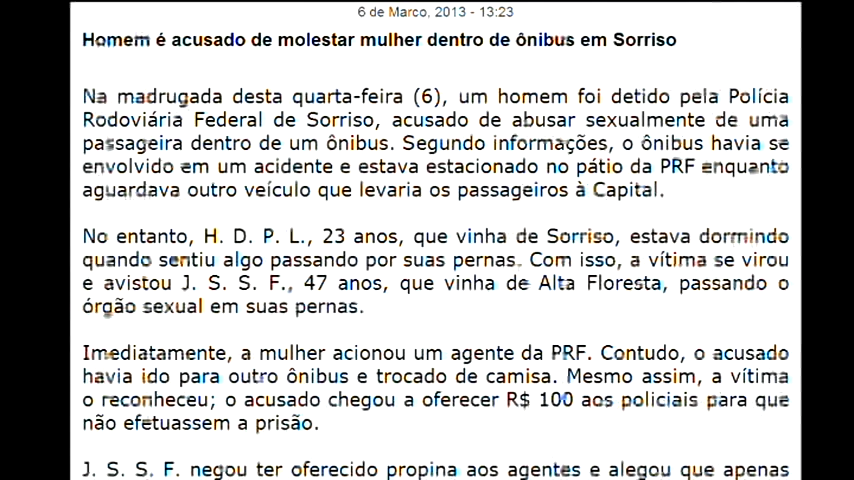 6 de Março, 2013 - 13:23
Homem é acusado de molestar mulher dentro de ônibus em Sorriso
Na madrugada desta quarta-feira (6), um homem foi detido pela Polícia
Rodoviária Federal de Sorriso, acusado de abusar sexualmente de uma
passageira dentro de um ônibus. Segundo informações, o ônibus havia se
envolvido em um acidente e estava estacionado no pátio da PRF enquanto
aguardava outro veículo que levaria os passageiros à Capital.
No entanto, H. D. P. L., 23 anos, que vinha de Sorriso, estava dormindo
quando sentiu algo passando por suas pernas. Com isso, a vítima se virou
e avistou J. S. S. F., 47 anos, que vinha de Alta Floresta, passando o
órgão sexual em suas pernas.
Imediatamente, a mulher acionou um agente da PRF. Contudo, o acusado
havia ido para outro ônibus e trocado de camisa. Mesmo assim, a vítima
o reconheceu; o acusado chegou a oferecer R$ 100 aos policiais para que
não efetuassem a prisão.
J. S. S. F. negou ter oferecido propina aos agentes e alegou que apenas